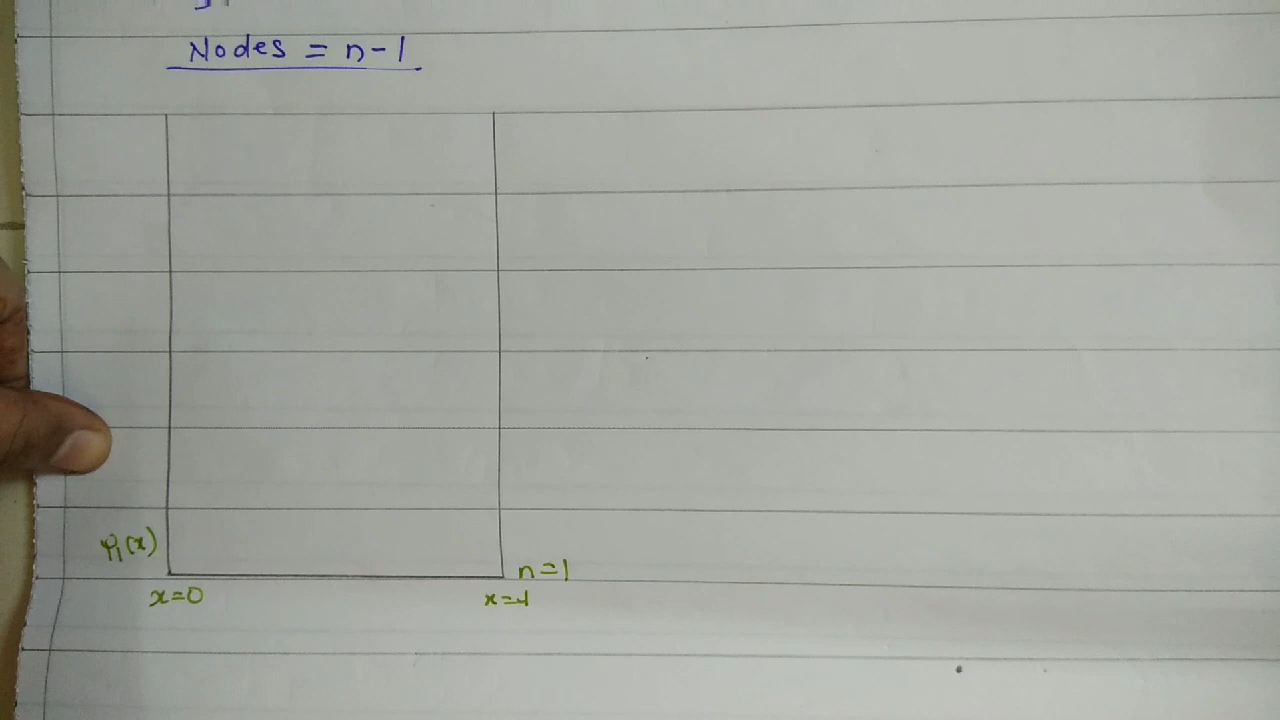 Nodes = n-1
ψ₁(x)
n=1
x=0